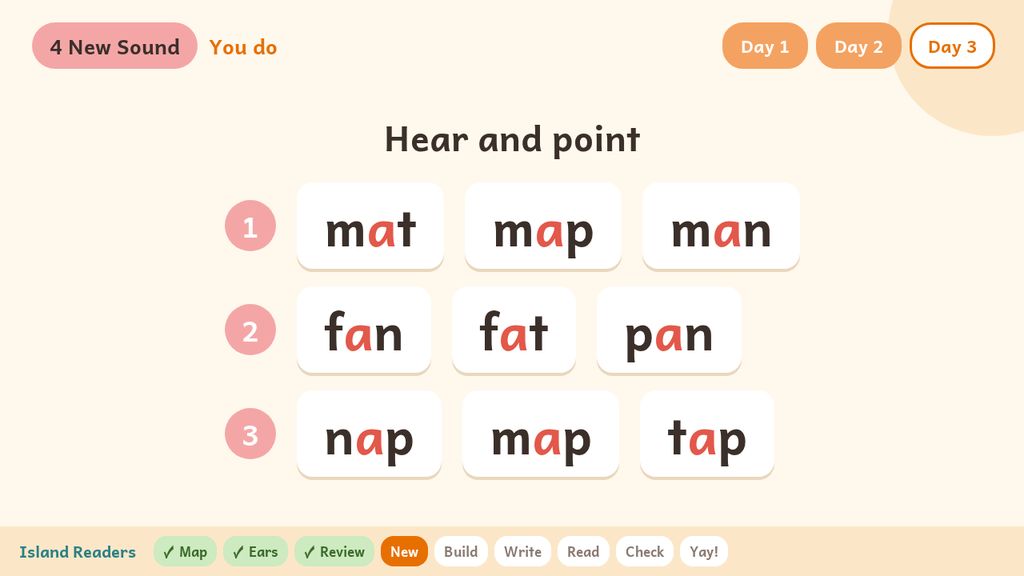 4 New Sound You do Day 1 Day 2 Day 3
Hear and point
1 mat map man
2 fan fat pan
3 nap map tap
Island Readers ✓ Map ✓ Ears ✓ Review New Build Write Read Check Yay!